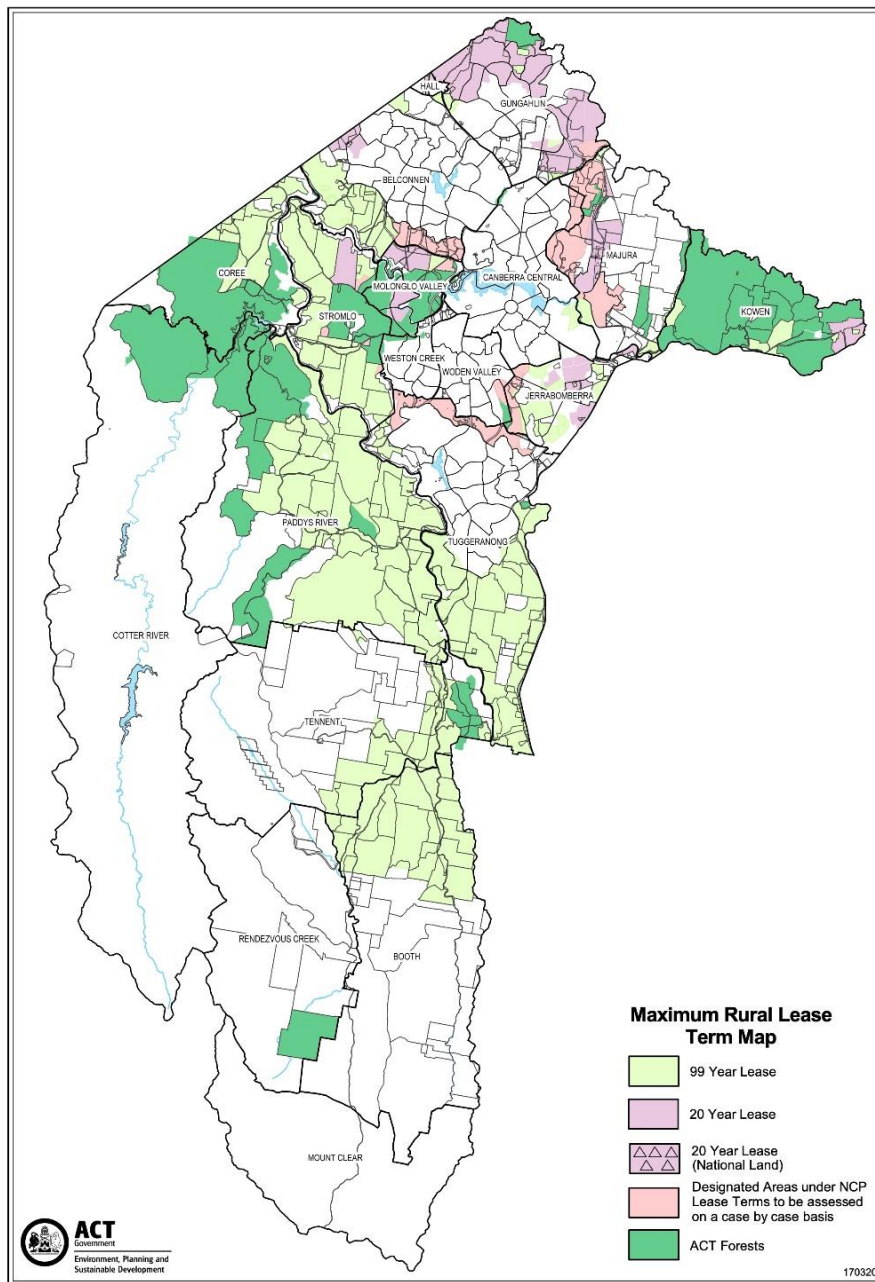 HALL
GUNGAHLIN
BELCONNEN
MAJURA
COREE
CANBERRA CENTRAL
MOLONGLO VALLEY
KOWEN
STROMLO
WESTON CREEK
WODEN VALLEY
JERRABOMBERRA
PADDYS RIVER
TUGGERANONG
COTTER RIVER
TENNENT
RENDEZVOUS CREEK
BOOTH
MOUNT CLEAR
Maximum Rural Lease
Term Map
99 Year Lease
20 Year Lease
20 Year Lease
(National Land)
Designated Areas under NCP
Lease Terms to be assessed
on a case by case basis
ACT Forests
ACT
Government
Environment, Planning and
Sustainable Development
170320